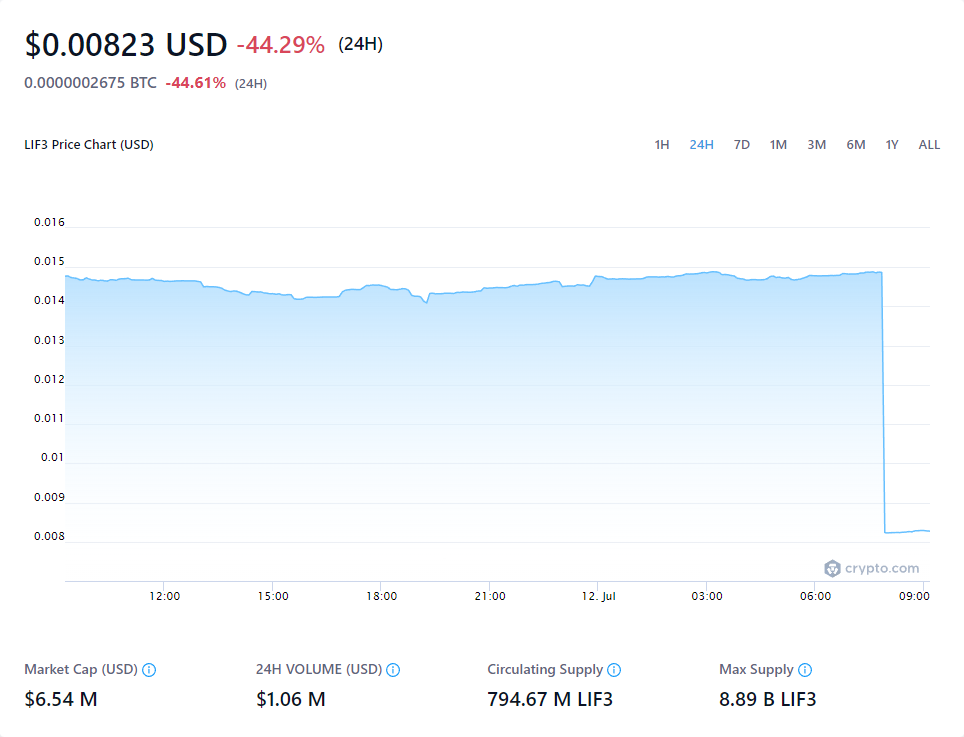 $0.00823 USD -44.29% (24H)
0.0000002675 BTC -44.61% (24H)
LIF3 Price Chart (USD) 1H 24H 7D 1M 3M 6M 1Y ALL
0.016
0.015
0.014
0.013
0.012
0.011
0.01
0.009
0.008
crypto.com
12:00 15:00 18:00 21:00 12. Jul 03:00 06:00 09:00
Market Cap (USD) 24H VOLUME (USD) Circulating Supply Max Supply
$6.54 M $1.06 M 794.67 M LIF3 8.89 B LIF3